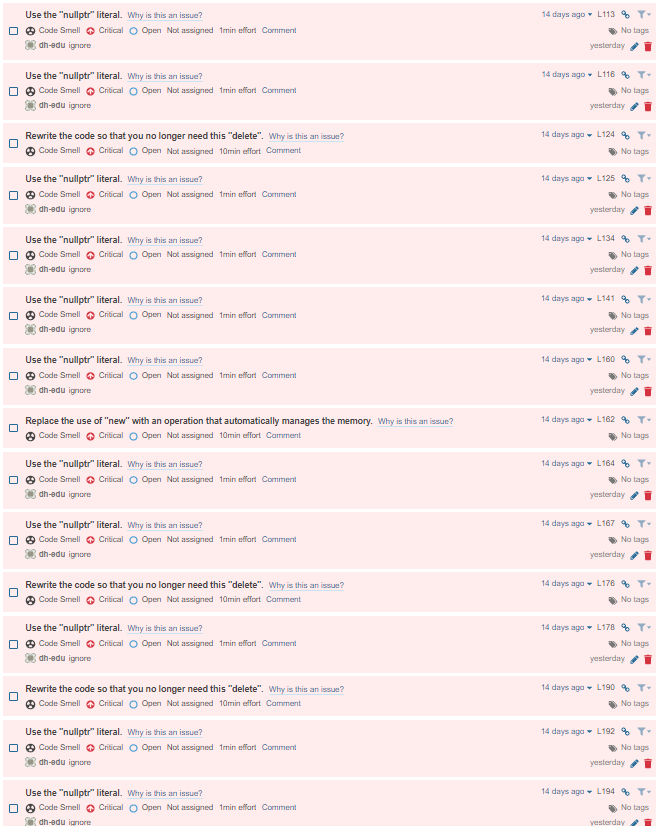 Use the "nullptr" literal. Why is this an issue? 14 days ago L113
Code Smell Critical Open Not assigned 1min effort Comment No tags
dh-edu ignore yesterday
Use the "nullptr" literal. Why is this an issue? 14 days ago L116
Code Smell Critical Open Not assigned 1min effort Comment No tags
dh-edu ignore yesterday
Rewrite the code so that you no longer need this "delete". Why is this an issue? 14 days ago L124
Code Smell Critical Open Not assigned 10min effort Comment No tags
Use the "nullptr" literal. Why is this an issue? 14 days ago L125
Code Smell Critical Open Not assigned 1min effort Comment No tags
dh-edu ignore yesterday
Use the "nullptr" literal. Why is this an issue? 14 days ago L134
Code Smell Critical Open Not assigned 1min effort Comment No tags
dh-edu ignore yesterday
Use the "nullptr" literal. Why is this an issue? 14 days ago L141
Code Smell Critical Open Not assigned 1min effort Comment No tags
dh-edu ignore yesterday
Use the "nullptr" literal. Why is this an issue? 14 days ago L160
Code Smell Critical Open Not assigned 1min effort Comment No tags
dh-edu ignore yesterday
Replace the use of "new" with an operation that automatically manages the memory. Why is this an issue? 14 days ago L162
Code Smell Critical Open Not assigned 10min effort Comment No tags
Use the "nullptr" literal. Why is this an issue? 14 days ago L164
Code Smell Critical Open Not assigned 1min effort Comment No tags
dh-edu ignore yesterday
Use the "nullptr" literal. Why is this an issue? 14 days ago L167
Code Smell Critical Open Not assigned 1min effort Comment No tags
dh-edu ignore yesterday
Rewrite the code so that you no longer need this "delete". Why is this an issue? 14 days ago L176
Code Smell Critical Open Not assigned 10min effort Comment No tags
Use the "nullptr" literal. Why is this an issue? 14 days ago L178
Code Smell Critical Open Not assigned 1min effort Comment No tags
dh-edu ignore yesterday
Rewrite the code so that you no longer need this "delete". Why is this an issue? 14 days ago L190
Code Smell Critical Open Not assigned 10min effort Comment No tags
Use the "nullptr" literal. Why is this an issue? 14 days ago L192
Code Smell Critical Open Not assigned 1min effort Comment No tags
dh-edu ignore yesterday
Use the "nullptr" literal. Why is this an issue? 14 days ago L194
Code Smell Critical Open Not assigned 1min effort Comment No tags
dh-edu ignore yesterday